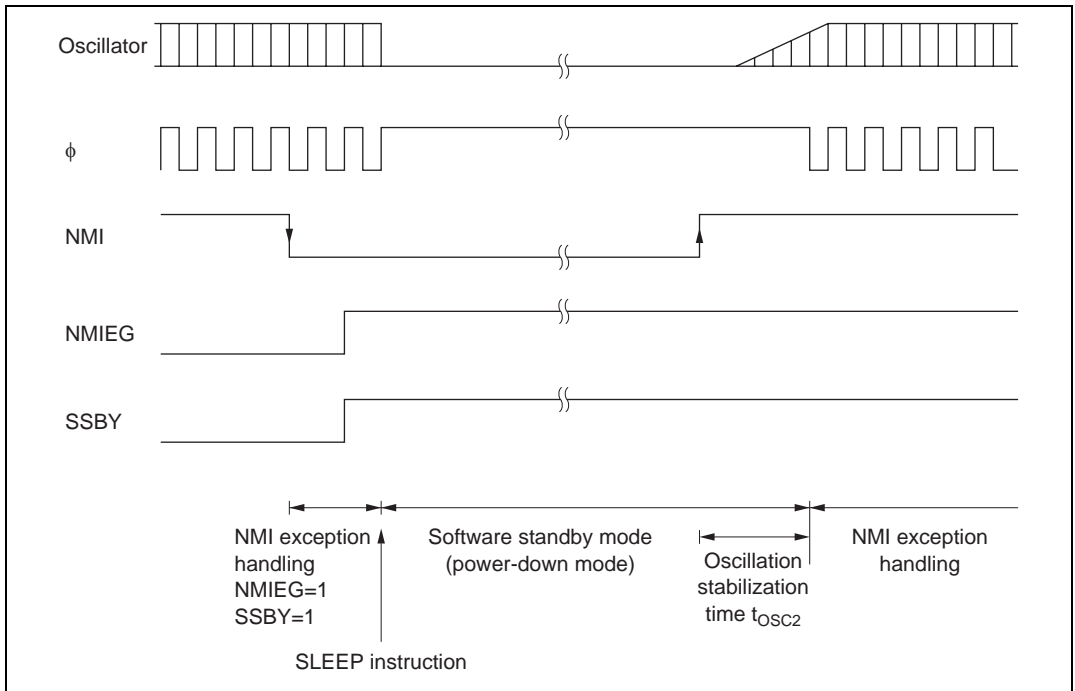 Oscillator
φ
NMI
NMIEG
SSBY
NMI exception
handling
NMIEG=1
SSBY=1
Software standby mode
(power-down mode)
Oscillation
stabilization
time tOSC2
NMI exception
handling
SLEEP instruction